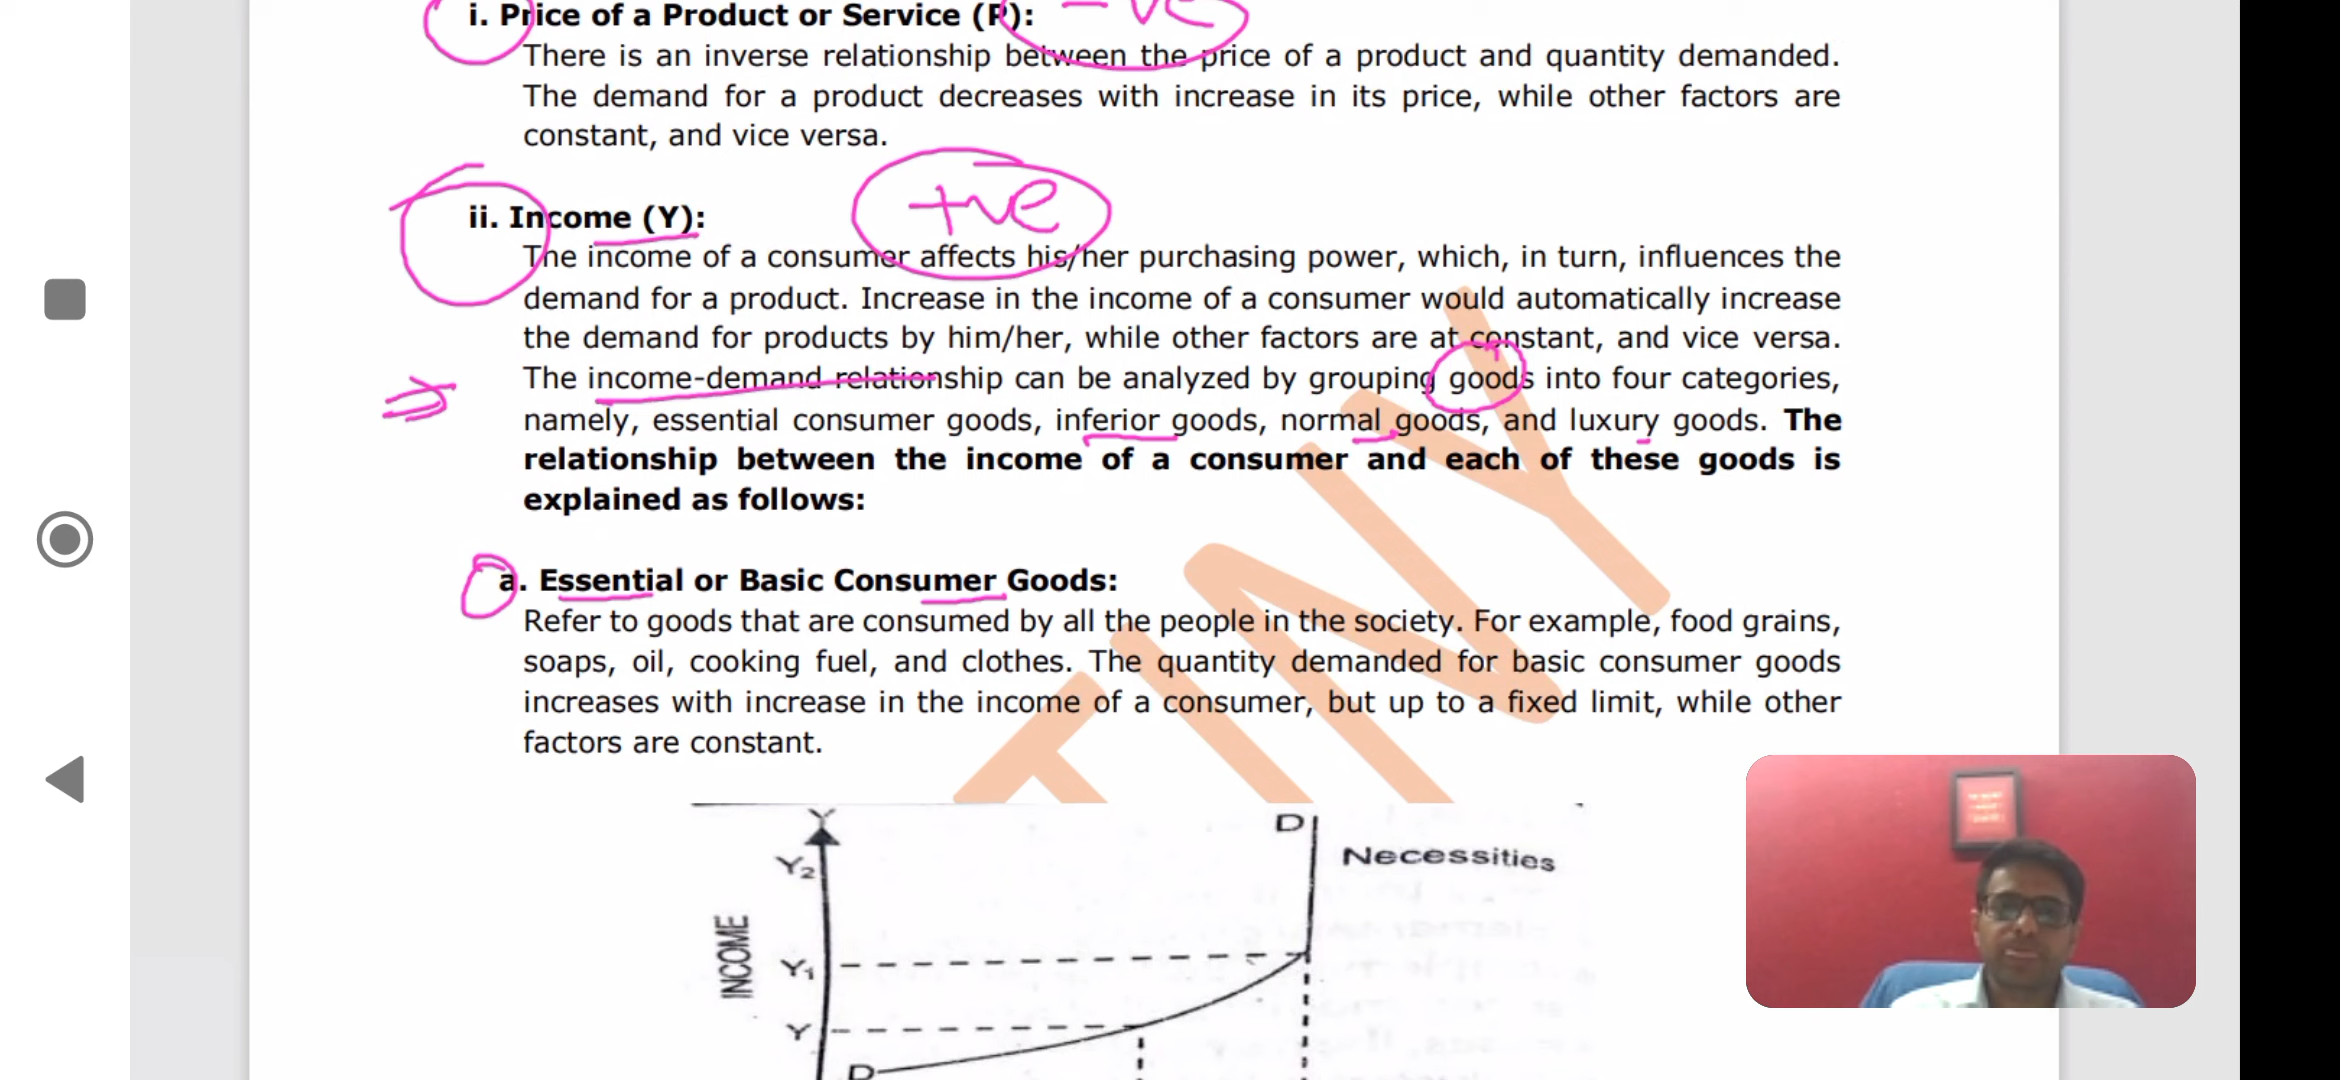 i. Price of a Product or Service (P): -ve
There is an inverse relationship between the price of a product and quantity demanded.
The demand for a product decreases with increase in its price, while other factors are
constant, and vice versa.
+ve
ii. Income (Y):
The income of a consumer affects his/her purchasing power, which, in turn, influences the
demand for a product. Increase in the income of a consumer would automatically increase
the demand for products by him/her, while other factors are at constant, and vice versa.
The income-demand relationship can be analyzed by grouping goods into four categories,
namely, essential consumer goods, inferior goods, normal goods, and luxury goods. The
relationship between the income of a consumer and each of these goods is
explained as follows:
a. Essential or Basic Consumer Goods:
Refer to goods that are consumed by all the people in the society. For example, food grains,
soaps, oil, cooking fuel, and clothes. The quantity demanded for basic consumer goods
increases with increase in the income of a consumer, but up to a fixed limit, while other
factors are constant.
TINY
Y
D
Y2
Necessities
INCOME
Y1
Y
D